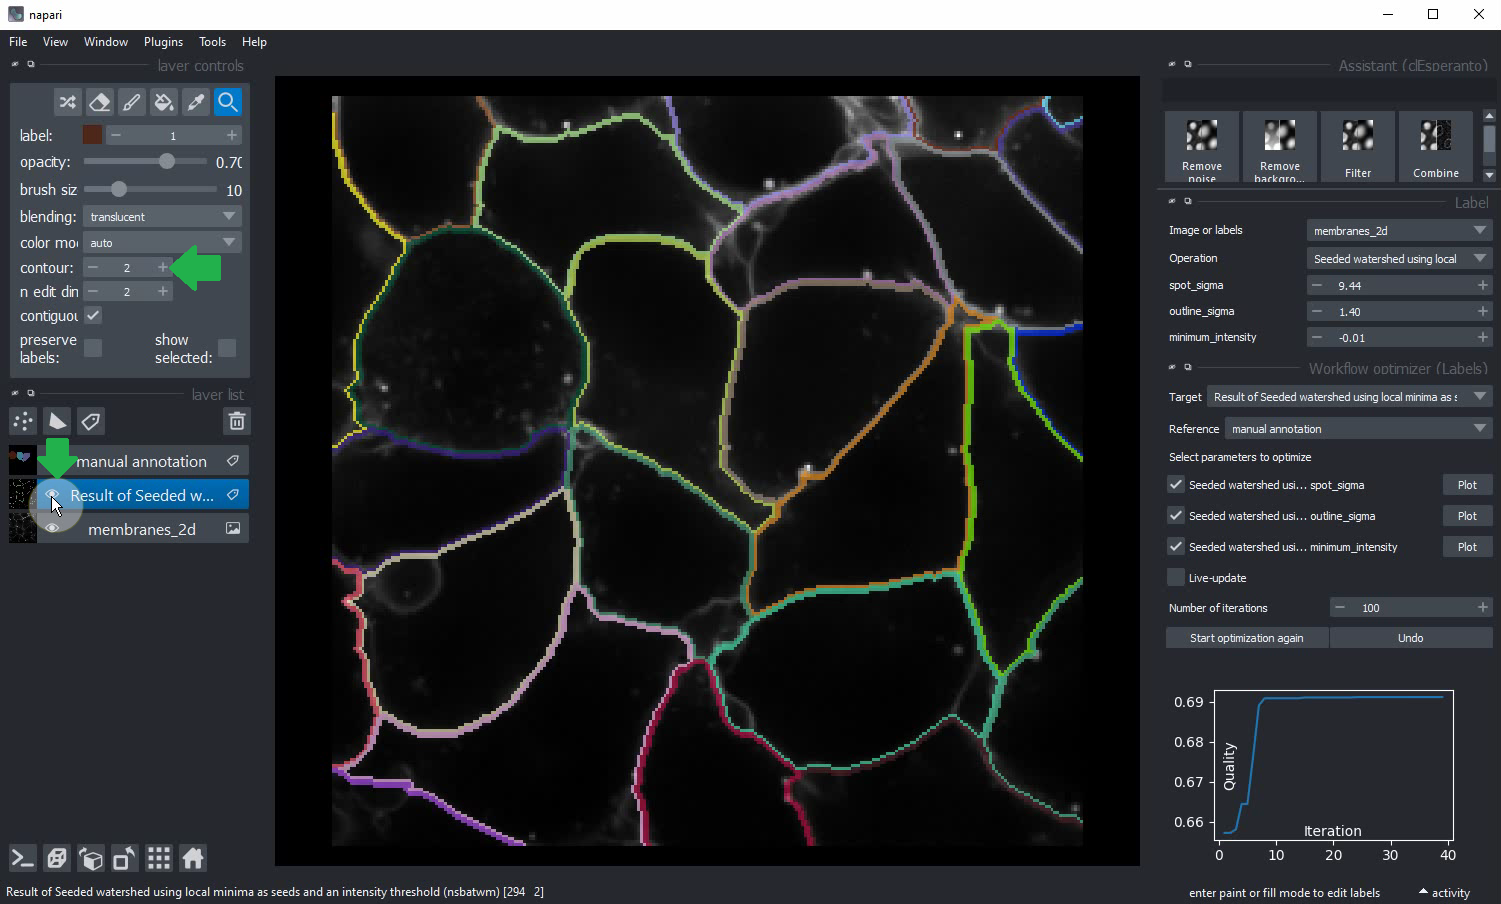 napari
File View Window Plugins Tools Help
layer controls
label: 1
opacity: 0.70
brush siz 10
blending: translucent
color mo auto
contour: 2
n edit din 2
contiguou
preserve labels: show selected:
layer list
manual annotation
Result of Seeded w...
membranes_2d
Assistant (clEsperanto)
Remove noise
Remove backgro...
Filter
Combine
Label
Image or labels membranes_2d
Operation Seeded watershed using local
spot_sigma 9.44
outline_sigma 1.40
minimum_intensity -0.01
Workflow optimizer (Labels)
Target Result of Seeded watershed using local minima as s
Reference manual annotation
Select parameters to optimize
Seeded watershed usi... spot_sigma Plot
Seeded watershed usi... outline_sigma Plot
Seeded watershed usi... minimum_intensity Plot
Live-update
Number of iterations 100
Start optimization again Undo
0.69
0.68
0.67
0.66
Quality
Iteration
0 10 20 30 40
Result of Seeded watershed using local minima as seeds and an intensity threshold (nsbatwm) [294 2]
enter paint or fill mode to edit labels activity